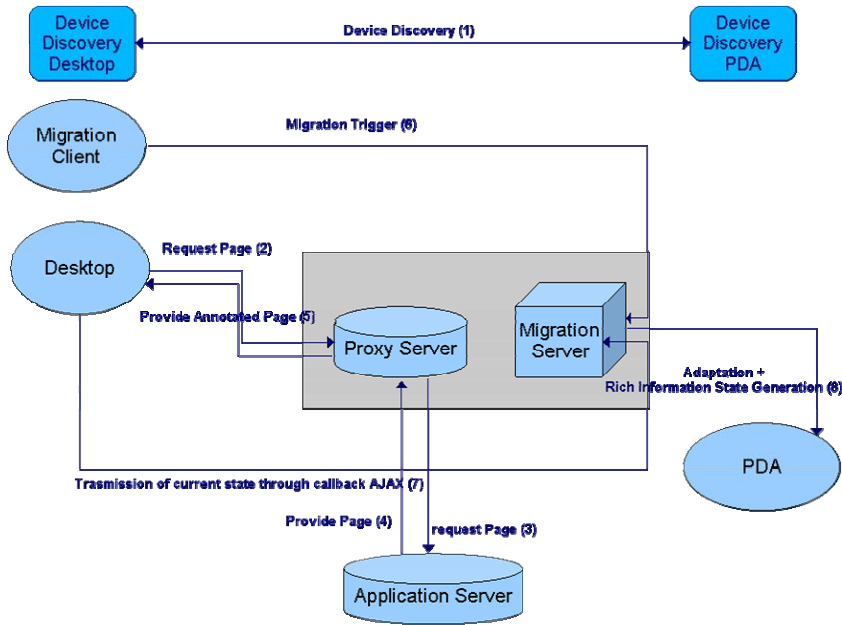 Device
Discovery
Desktop
Device Discovery (1)
Device
Discovery
PDA
Migration
Client
Migration Trigger (6)
Desktop
Request Page (2)
Provide Annotated Page (5)
Proxy Server
Migration
Server
Adaptation +
Rich Information State Generation (8)
PDA
Trasmission of current state through callback AJAX (7)
Provide Page (4)
request Page (3)
Application Server